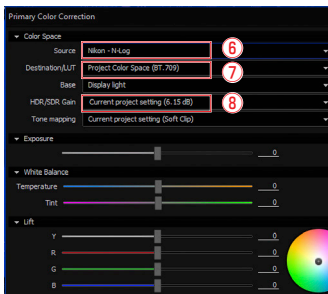 Primary Color Correction
Color Space
Source Nikon - N-Log ⑥
Destination/LUT Project Color Space (BT.709) ⑦
Base Display light
HDR/SDR Gain Current project setting (6.15 dB) ⑧
Tone mapping Current project setting (Soft Clip)
Exposure
0
White Balance
Temperature 0
Tint 0
Lift
Y 0
R 0
G 0
B 0